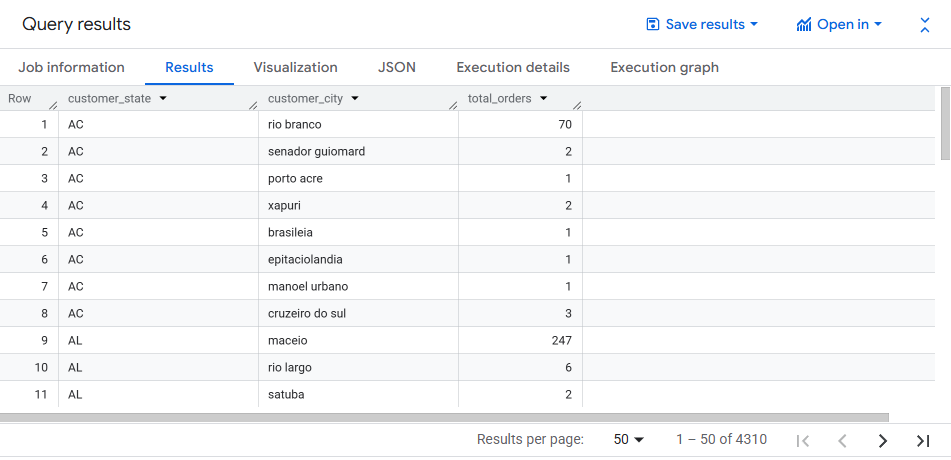 Query results Save results Open in
Job information Results Visualization JSON Execution details Execution graph
Row customer_state customer_city total_orders
1 AC rio branco 70
2 AC senador guiomard 2
3 AC porto acre 1
4 AC xapuri 2
5 AC brasileia 1
6 AC epitaciolandia 1
7 AC manoel urbano 1
8 AC cruzeiro do sul 3
9 AL maceio 247
10 AL rio largo 6
11 AL satuba 2
Results per page: 50 1 – 50 of 4310